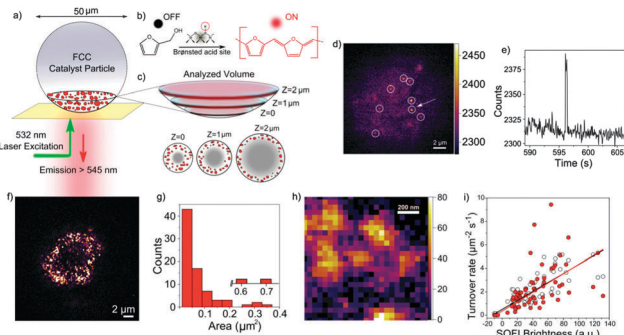 a)
50 μm
FCC
Catalyst Particle
532 nm
Laser Excitation
Emission > 545 nm
b)
OFF
OH
O
Brønsted acid site
ON
O
O
c)
Analyzed Volume
Z=2 μm
Z=1 μm
Z=0
Z=0
Z=1 μm
Z=2 μm
d)
2 μm
2450
2400
2350
2300
e)
Counts
2375
2350
2325
2300
590 595 600 605
Time (s)
f)
2 μm
g)
Counts
40
30
20
10
0
0.6 0.7
0.0 0.1 0.2 0.3 0.4
Area (μm²)
h)
200 nm
80
60
40
20
0
i)
Turnover rate (μm⁻² s⁻¹)
10
8
6
4
2
0
-20 0 20 40 60 80 100 120 140
SOFI Brightness (a.u.)